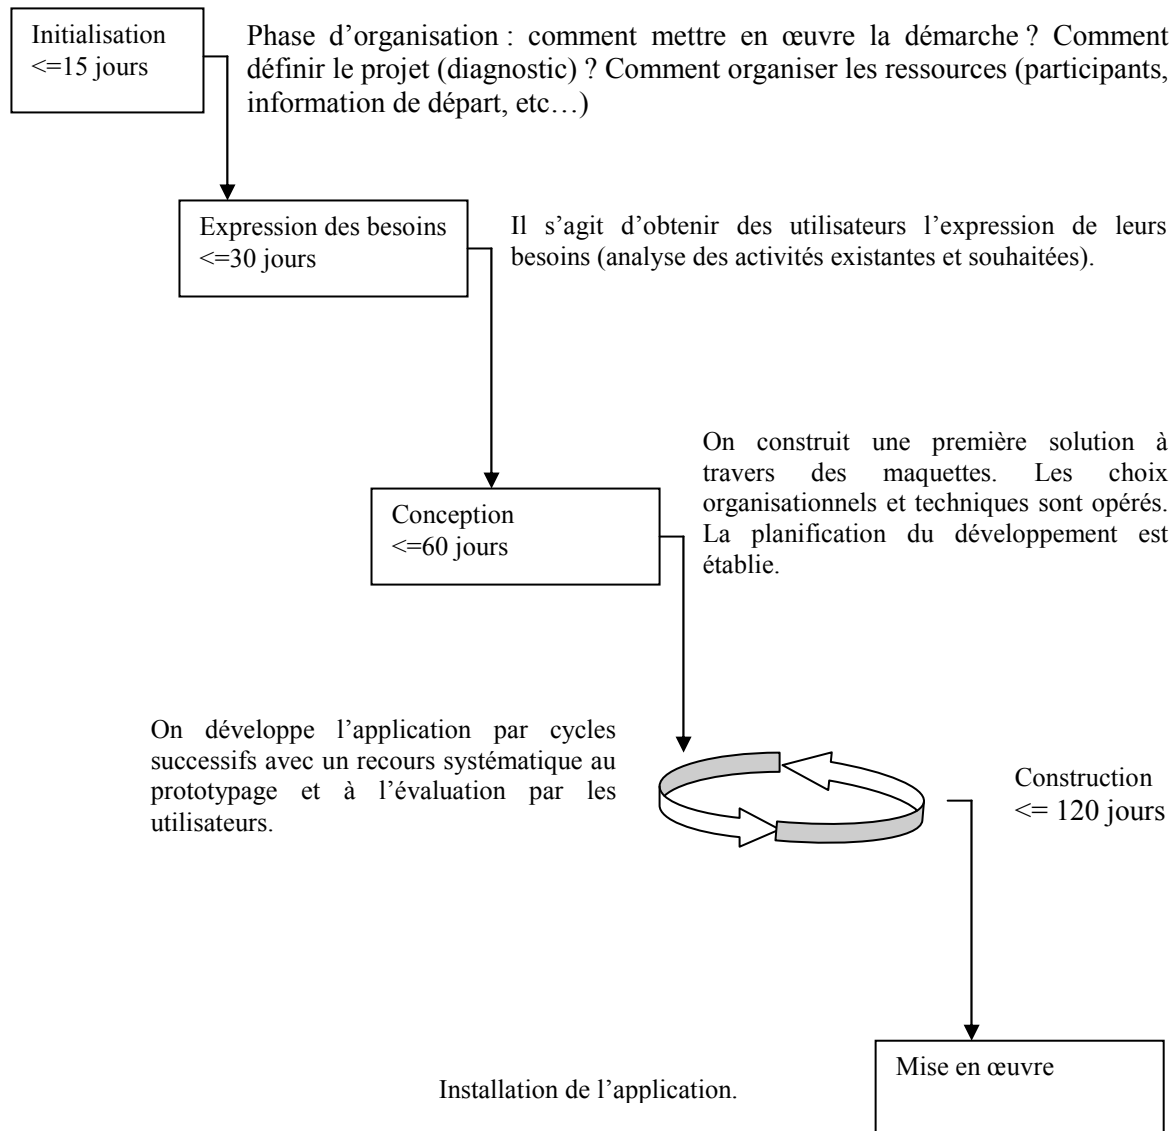 Initialisation
<=15 jours
Phase d’organisation : comment mettre en œuvre la démarche ? Comment
définir le projet (diagnostic) ? Comment organiser les ressources (participants,
information de départ, etc…)
Expression des besoins
<=30 jours
Il s’agit d’obtenir des utilisateurs l’expression de leurs
besoins (analyse des activités existantes et souhaitées).
On construit une première solution à
travers des maquettes. Les choix
organisationnels et techniques sont opérés.
La planification du développement est
établie.
Conception
<=60 jours
On développe l’application par cycles
successifs avec un recours systématique au
prototypage et à l’évaluation par les
utilisateurs.
Construction
<= 120 jours
Mise en œuvre
Installation de l’application.